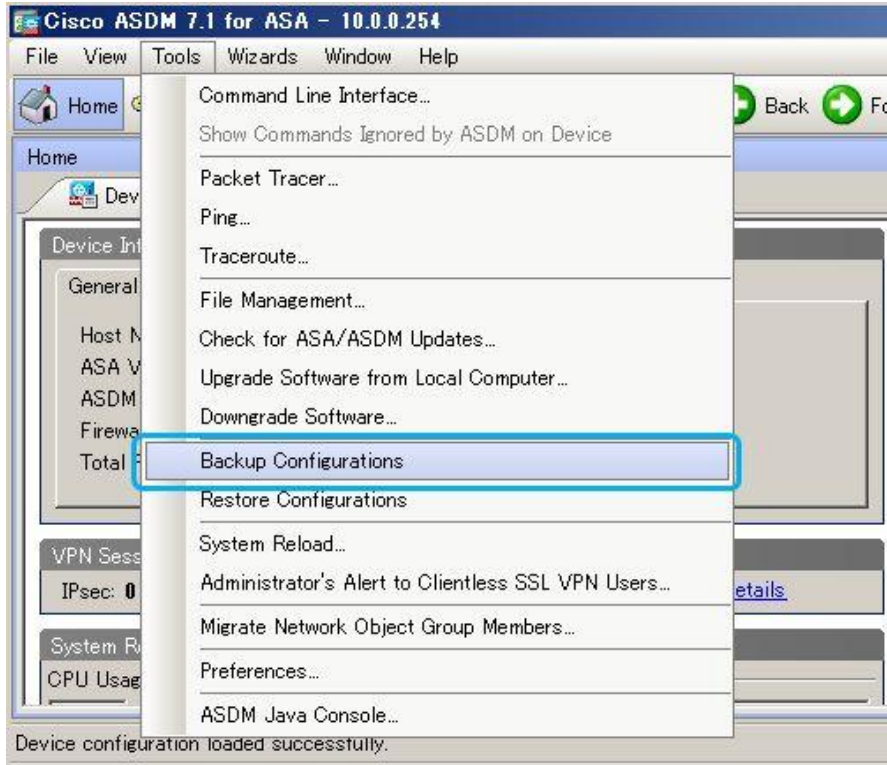 Cisco ASDM 7.1 for ASA - 10.0.0.254
File View Tools Wizards Window Help
Home
Back
Home
Command Line Interface...
Show Commands Ignored by ASDM on Device
Packet Tracer...
Ping...
Traceroute...
File Management...
Check for ASA/ASDM Updates...
Upgrade Software from Local Computer...
Downgrade Software...
Backup Configurations
Restore Configurations
System Reload...
Administrator's Alert to Clientless SSL VPN Users...
Migrate Network Object Group Members...
Preferences...
ASDM Java Console...
Dev
Device Inf
General
Host N
ASA V
ASDM
Firewa
Total
VPN Sess
IPsec: 0
etails
System R
CPU Usag
Device configuration loaded successfully.